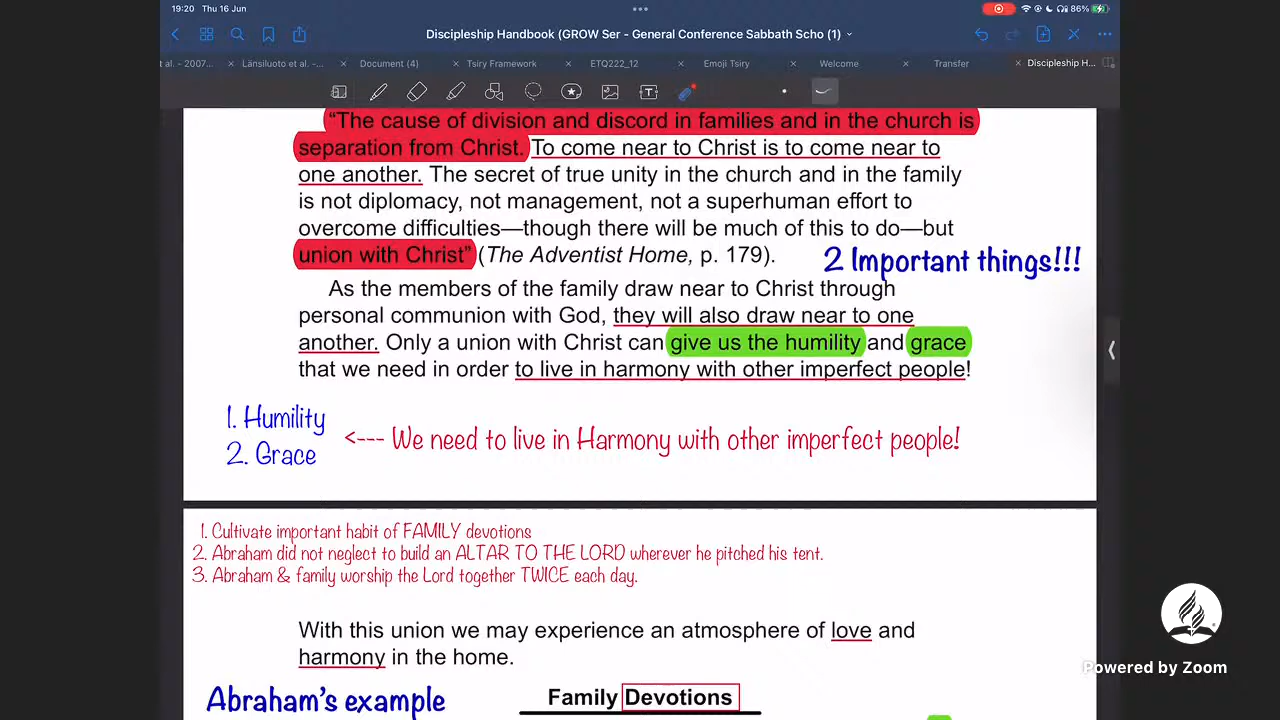 19:20 Thu 16 Jun
86%
Discipleship Handbook (GROW Ser - General Conference Sabbath Scho (1)
t al. - 2007...
Länsiluoto et al. -...
Document (4)
Tsiry Framework
ETQ222_12
Emoji Tsiry
Welcome
Transfer
Discipleship H...
“The cause of division and discord in families and in the church is
separation from Christ. To come near to Christ is to come near to
one another. The secret of true unity in the church and in the family
is not diplomacy, not management, not a superhuman effort to
overcome difficulties—though there will be much of this to do—but
union with Christ” (The Adventist Home, p. 179).
2 Important things!!!
As the members of the family draw near to Christ through
personal communion with God, they will also draw near to one
another. Only a union with Christ can give us the humility and grace
that we need in order to live in harmony with other imperfect people!
1. Humility
2. Grace
<--- We need to live in Harmony with other imperfect people!
1. Cultivate important habit of FAMILY devotions
2. Abraham did not neglect to build an ALTAR TO THE LORD wherever he pitched his tent.
3. Abraham & family worship the Lord together TWICE each day.
With this union we may experience an atmosphere of love and
harmony in the home.
Abraham's example
Family Devotions
Powered by Zoom